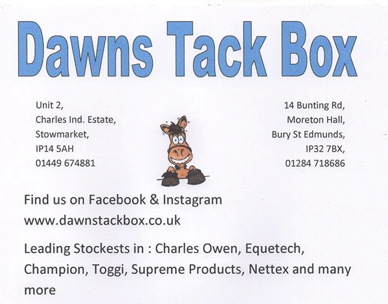 Dawns Tack Box
Unit 2,
Charles Ind. Estate,
Stowmarket,
IP14 5AH
01449 674881
14 Bunting Rd,
Moreton Hall,
Bury St Edmunds,
IP32 7BX,
01284 718686
Find us on Facebook & Instagram
www.dawnstackbox.co.uk
Leading Stockests in : Charles Owen, Equetech,
Champion, Toggi, Supreme Products, Nettex and many
more